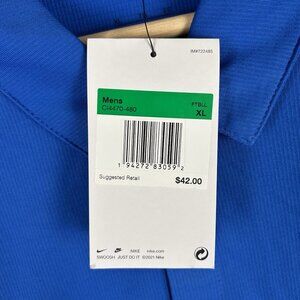 IM#722485
Mens
FTBLL
CI4470-480
XL
1 94272 83059 2
Suggested Retail
$42.00
NIKE
nike.com
SWOOSH JUST DO IT ©2021 Nike